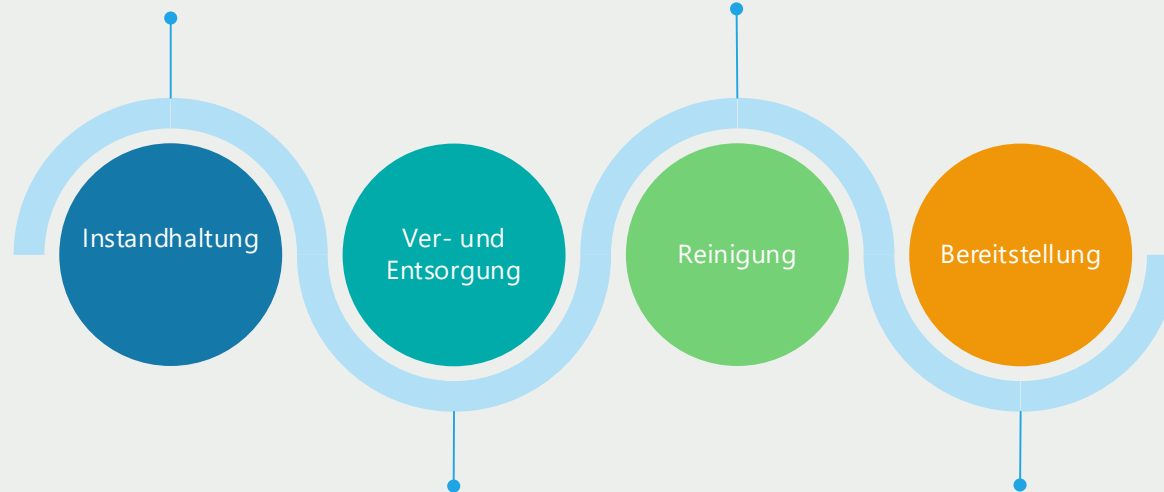 Instandhaltung
Ver- und
Entsorgung
Reinigung
Bereitstellung